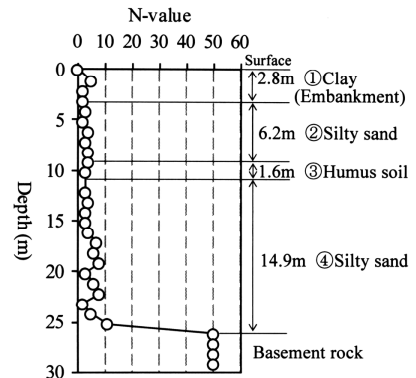 N-value
0 10 20 30 40 50 60
Surface
0
2.8m ①Clay
(Embankment)
5
6.2m ②Silty sand
10
1.6m ③Humus soil
15
Depth (m)
14.9m ④Silty sand
20
25
Basement rock
30